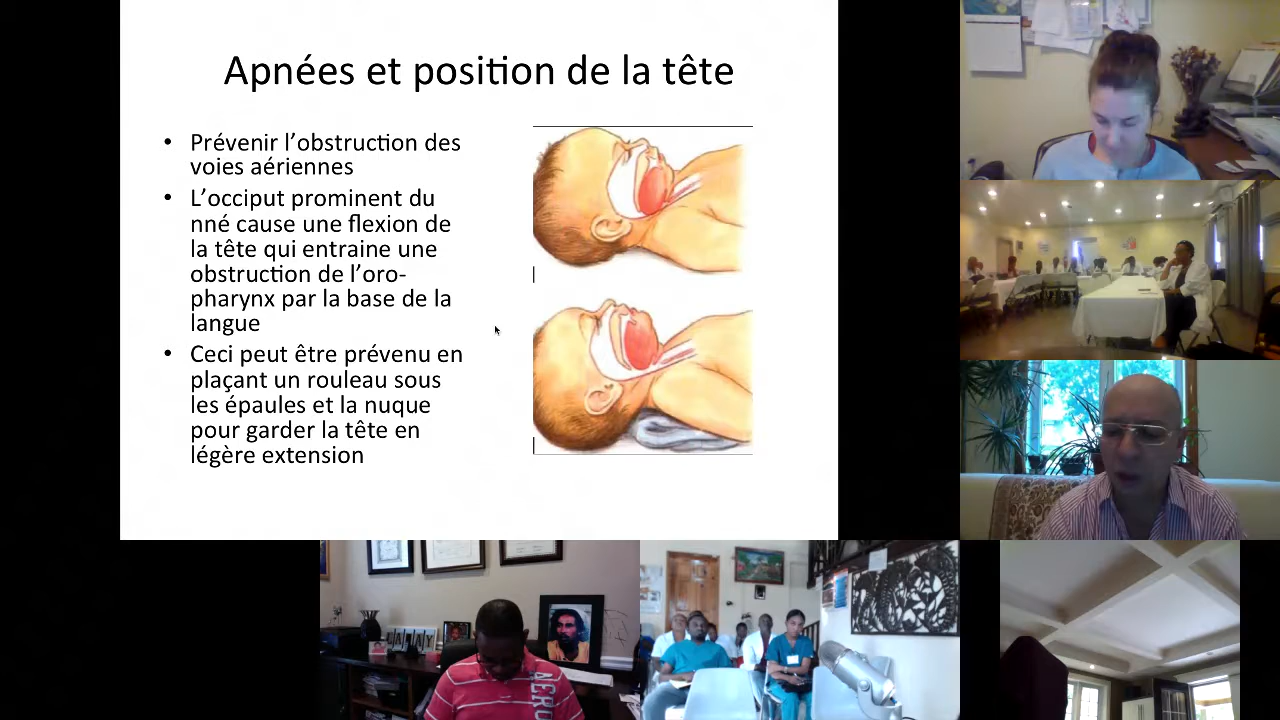 Apnées et position de la tête
• Prévenir l’obstruction des
voies aériennes
• L’occiput prominent du
nné cause une flexion de
la tête qui entraine une
obstruction de l’oro-
pharynx par la base de la
langue
• Ceci peut être prévenu en
plaçant un rouleau sous
les épaules et la nuque
pour garder la tête en
légère extension
AERO